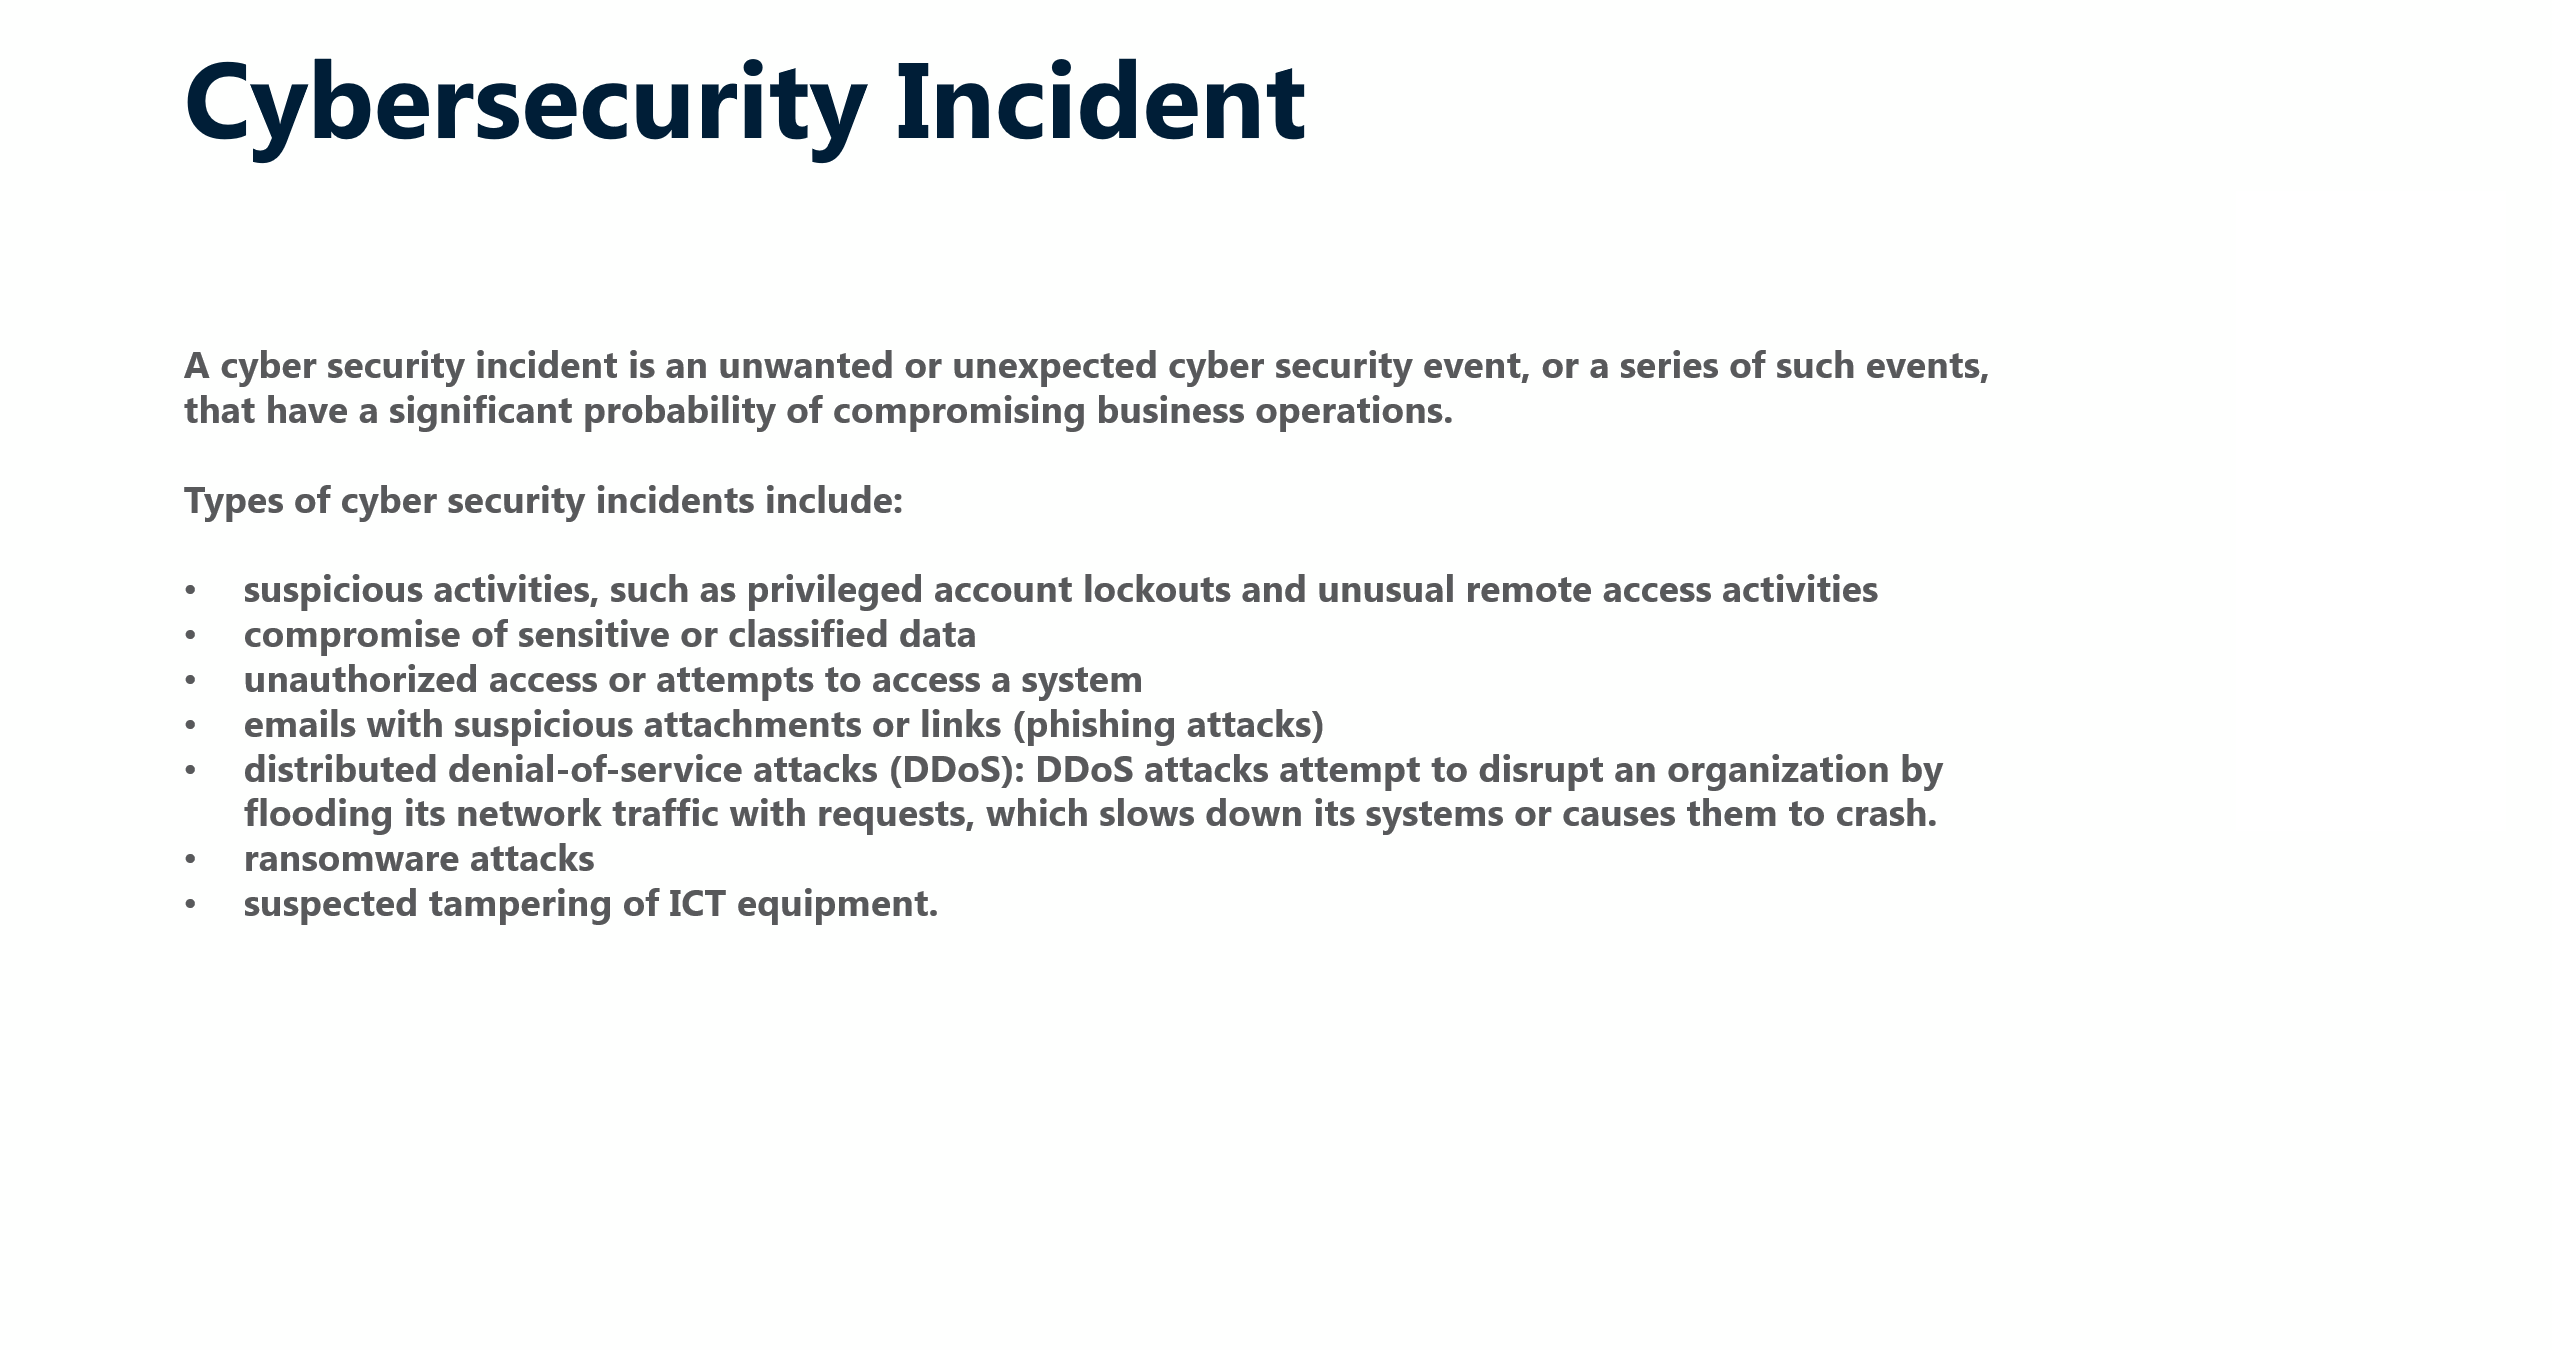 Cybersecurity Incident
A cyber security incident is an unwanted or unexpected cyber security event, or a series of such events,
that have a significant probability of compromising business operations.
Types of cyber security incidents include:
• suspicious activities, such as privileged account lockouts and unusual remote access activities
• compromise of sensitive or classified data
• unauthorized access or attempts to access a system
• emails with suspicious attachments or links (phishing attacks)
• distributed denial-of-service attacks (DDoS): DDoS attacks attempt to disrupt an organization by
flooding its network traffic with requests, which slows down its systems or causes them to crash.
• ransomware attacks
• suspected tampering of ICT equipment.